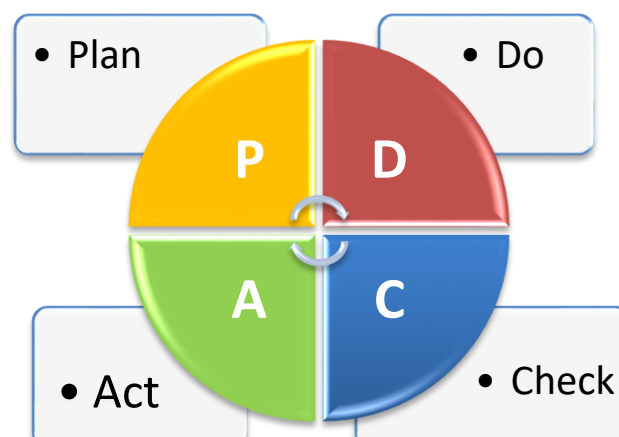 • Plan
• Do
P
D
A
C
• Act
• Check